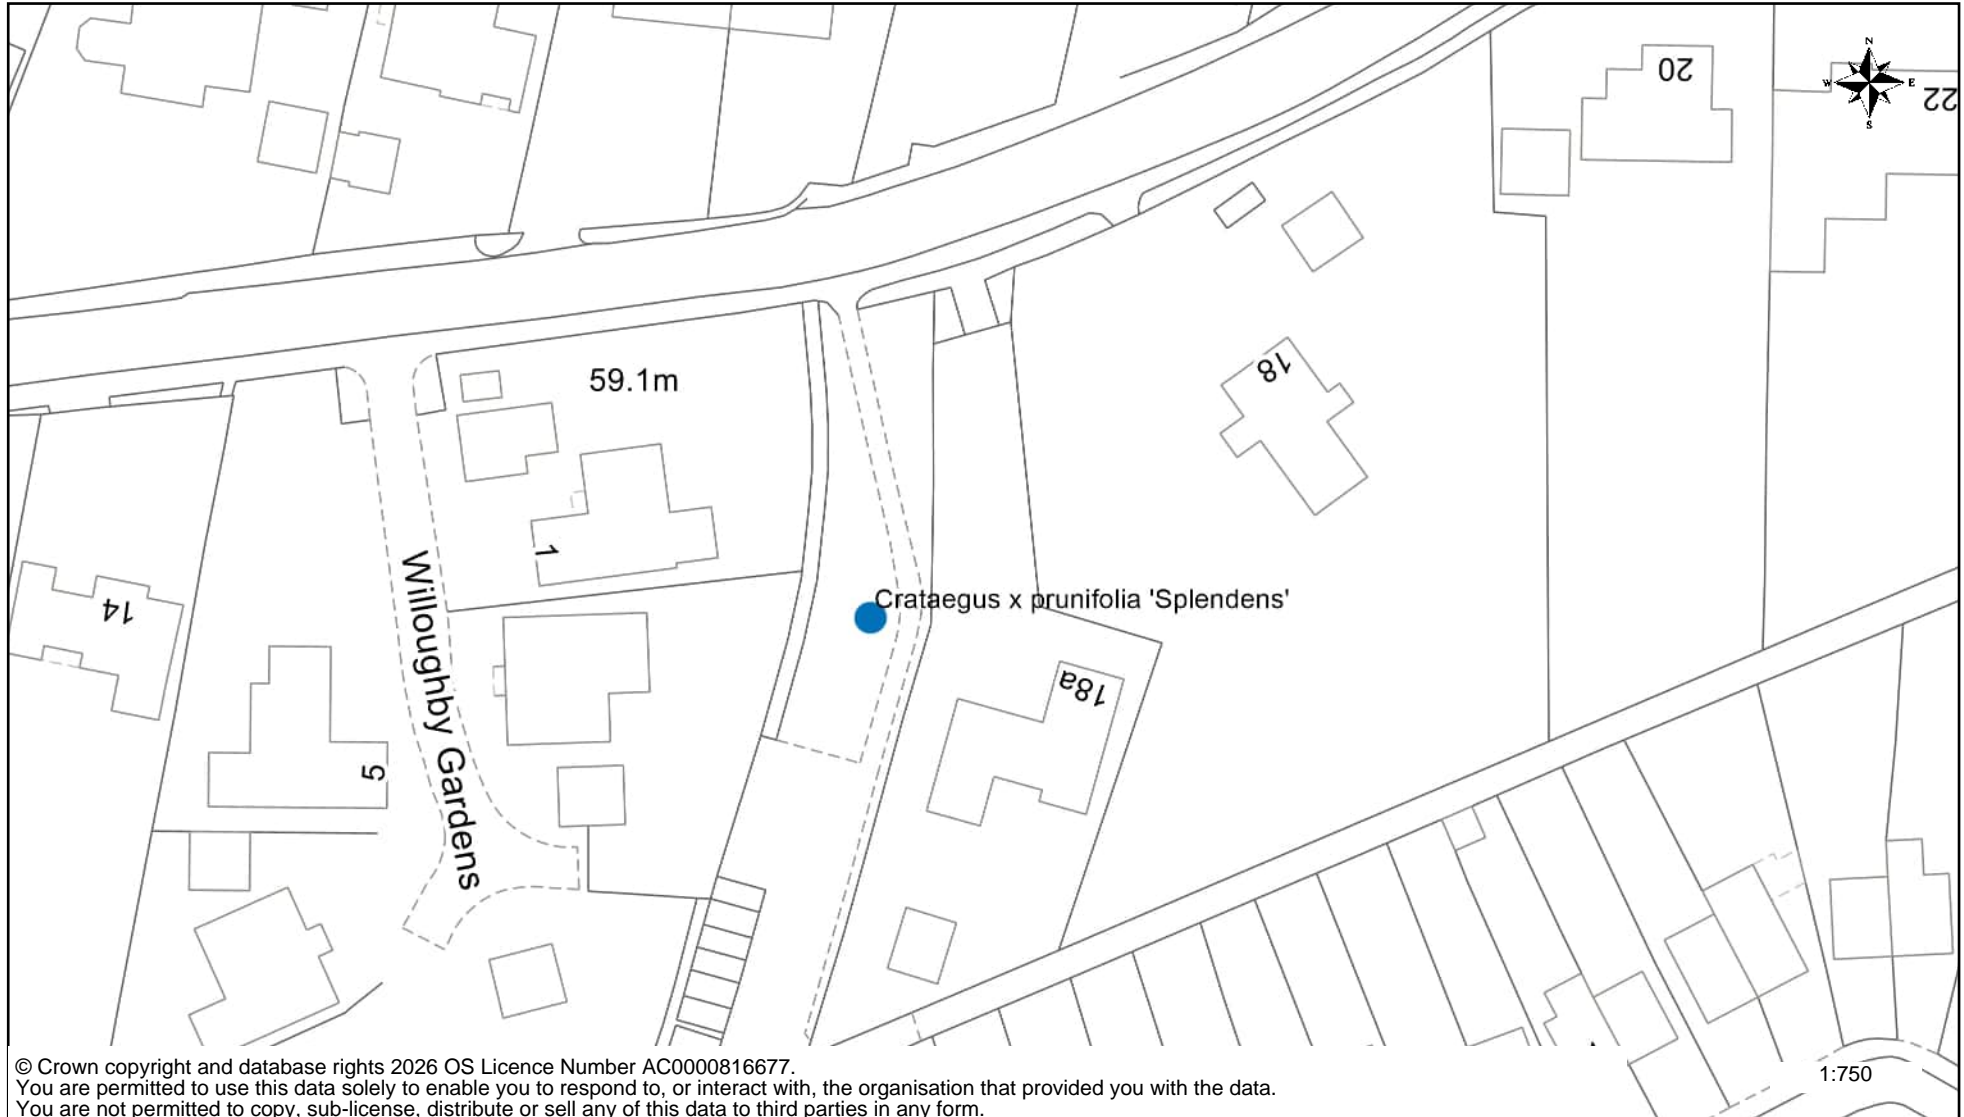 N
W
E
S
20
22
59.1m
18
1
Willoughby Gardens
Crataegus x prunifolia 'Splendens'
14
18a
5
© Crown copyright and database rights 2026 OS Licence Number AC0000816677.
You are permitted to use this data solely to enable you to respond to, or interact with, the organisation that provided you with the data.
You are not permitted to copy, sub-license, distribute or sell any of this data to third parties in any form.
1:750